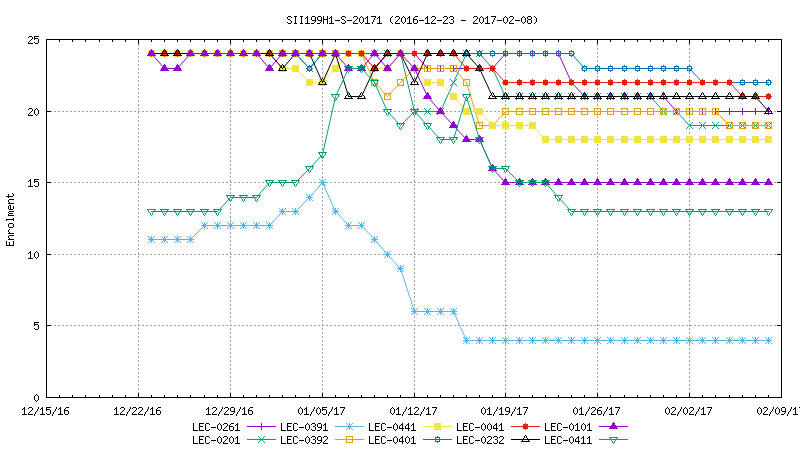 SII199H1-S-20171 (2016-12-23 - 2017-02-08)
25
20
15
10
5
0
Enrolment
12/15/16 12/22/16 12/29/16 01/05/17 01/12/17 01/19/17 01/26/17 02/02/17 02/09/1
LEC-0261 LEC-0391 LEC-0441 LEC-0041 LEC-0101
LEC-0201 LEC-0392 LEC-0401 LEC-0232 LEC-0411